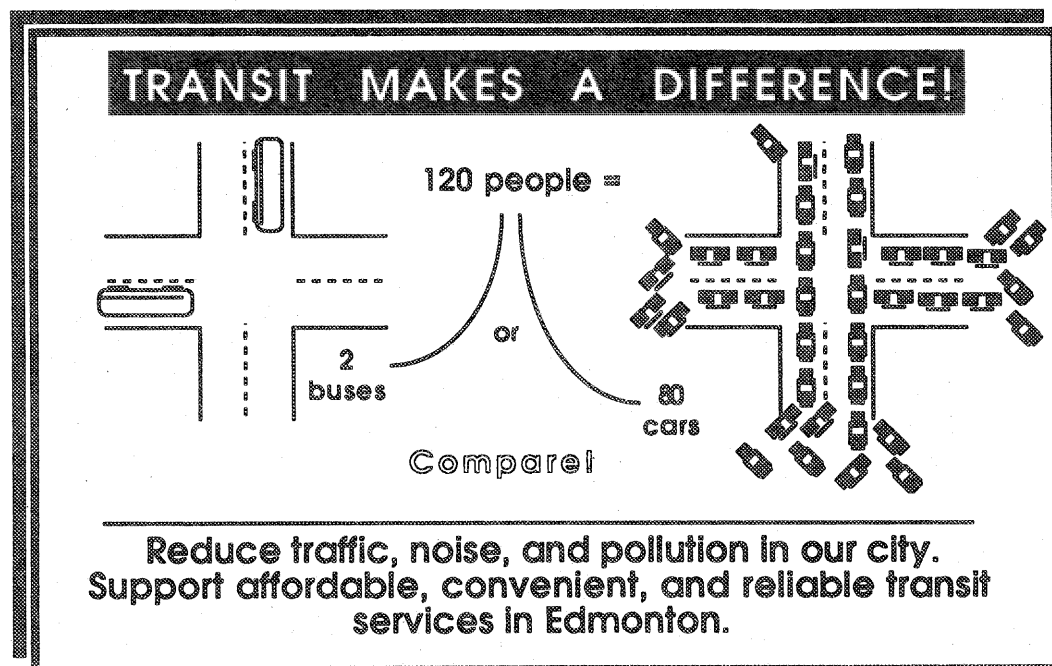 TRANSIT MAKES A DIFFERENCE!
120 people =
or
2
buses
80
cars
Compare!
Reduce traffic, noise, and pollution in our city.
Support affordable, convenient, and reliable transit
services in Edmonton.